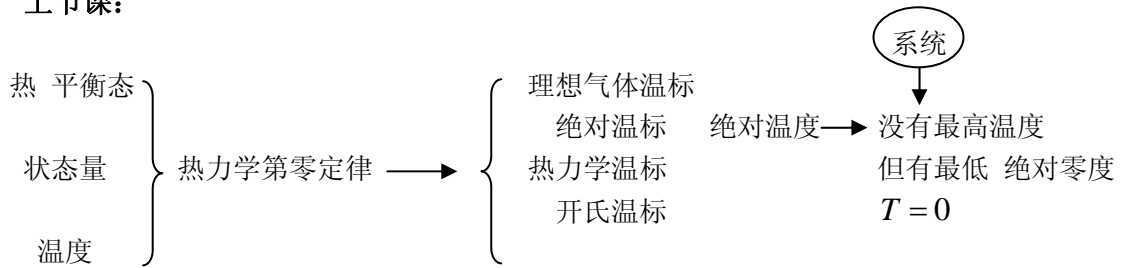 上节课：
系统
热 平衡态
理想气体温标
绝对温标 绝对温度 没有最高温度
状态量 热力学第零定律 热力学温标 但有最低 绝对零度
开氏温标 T = 0
温度